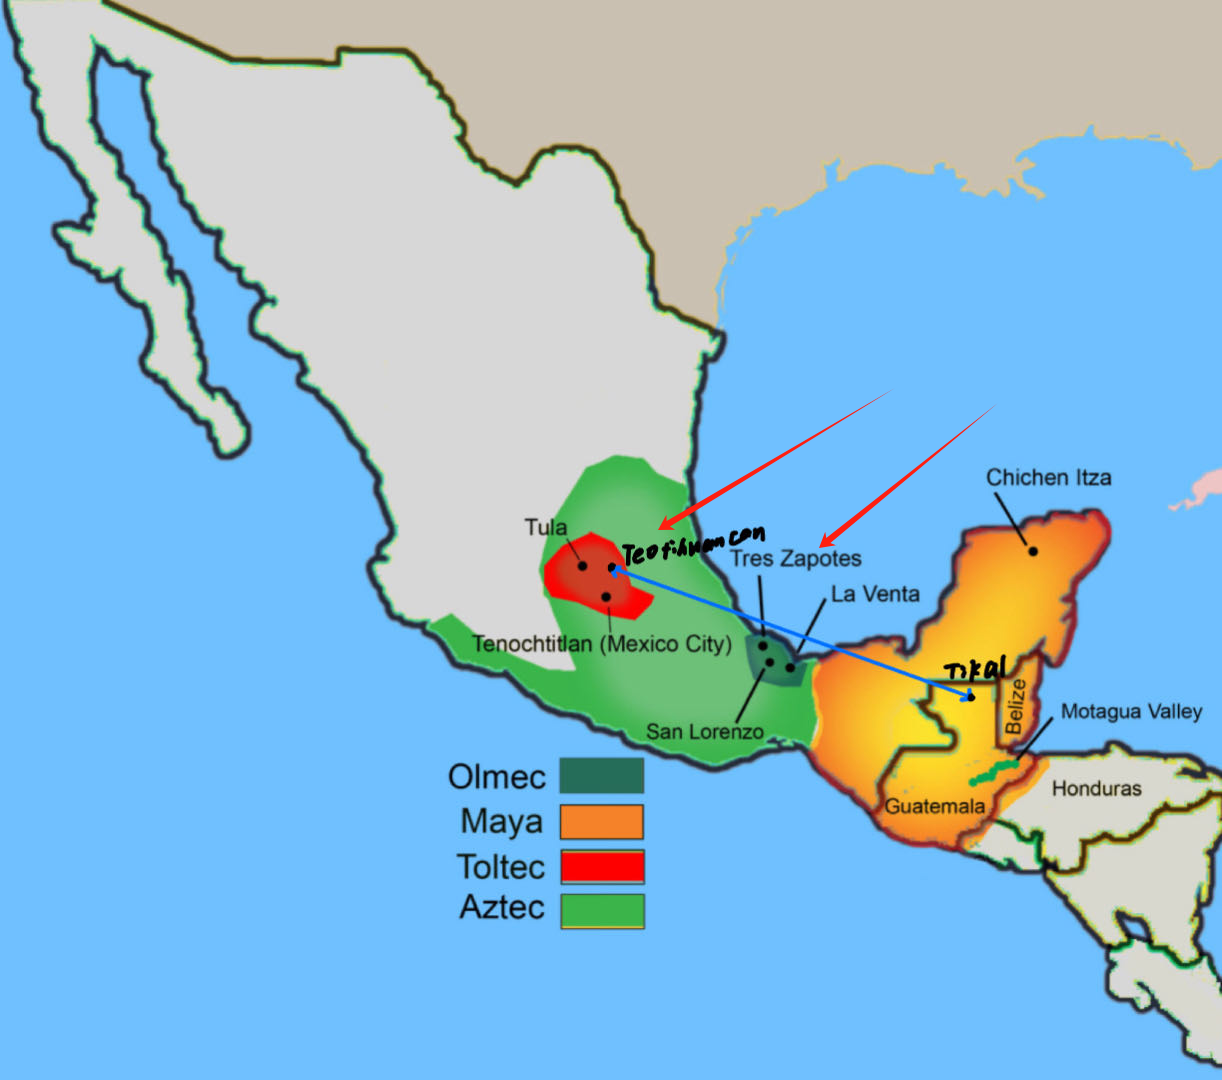 Chichen Itza
Tula
Teotihuancan
Tres Zapotes
La Venta
Tenochtitlan (Mexico City)
Tikal
Belize
Motagua Valley
San Lorenzo
Honduras
Guatemala
Olmec
Maya
Toltec
Aztec